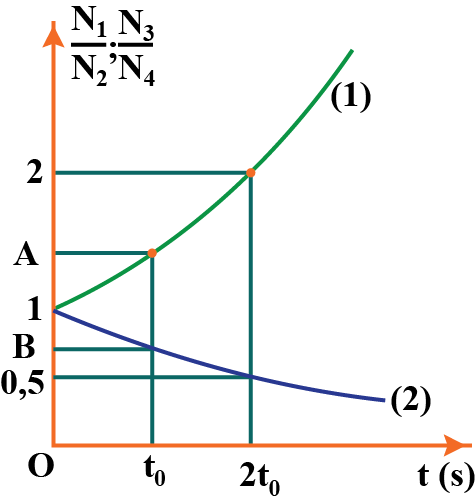 N₁/N₂; N₃/N₄
(1)
2
A
1
B
0,5
(2)
O
t₀
2t₀
t (s)